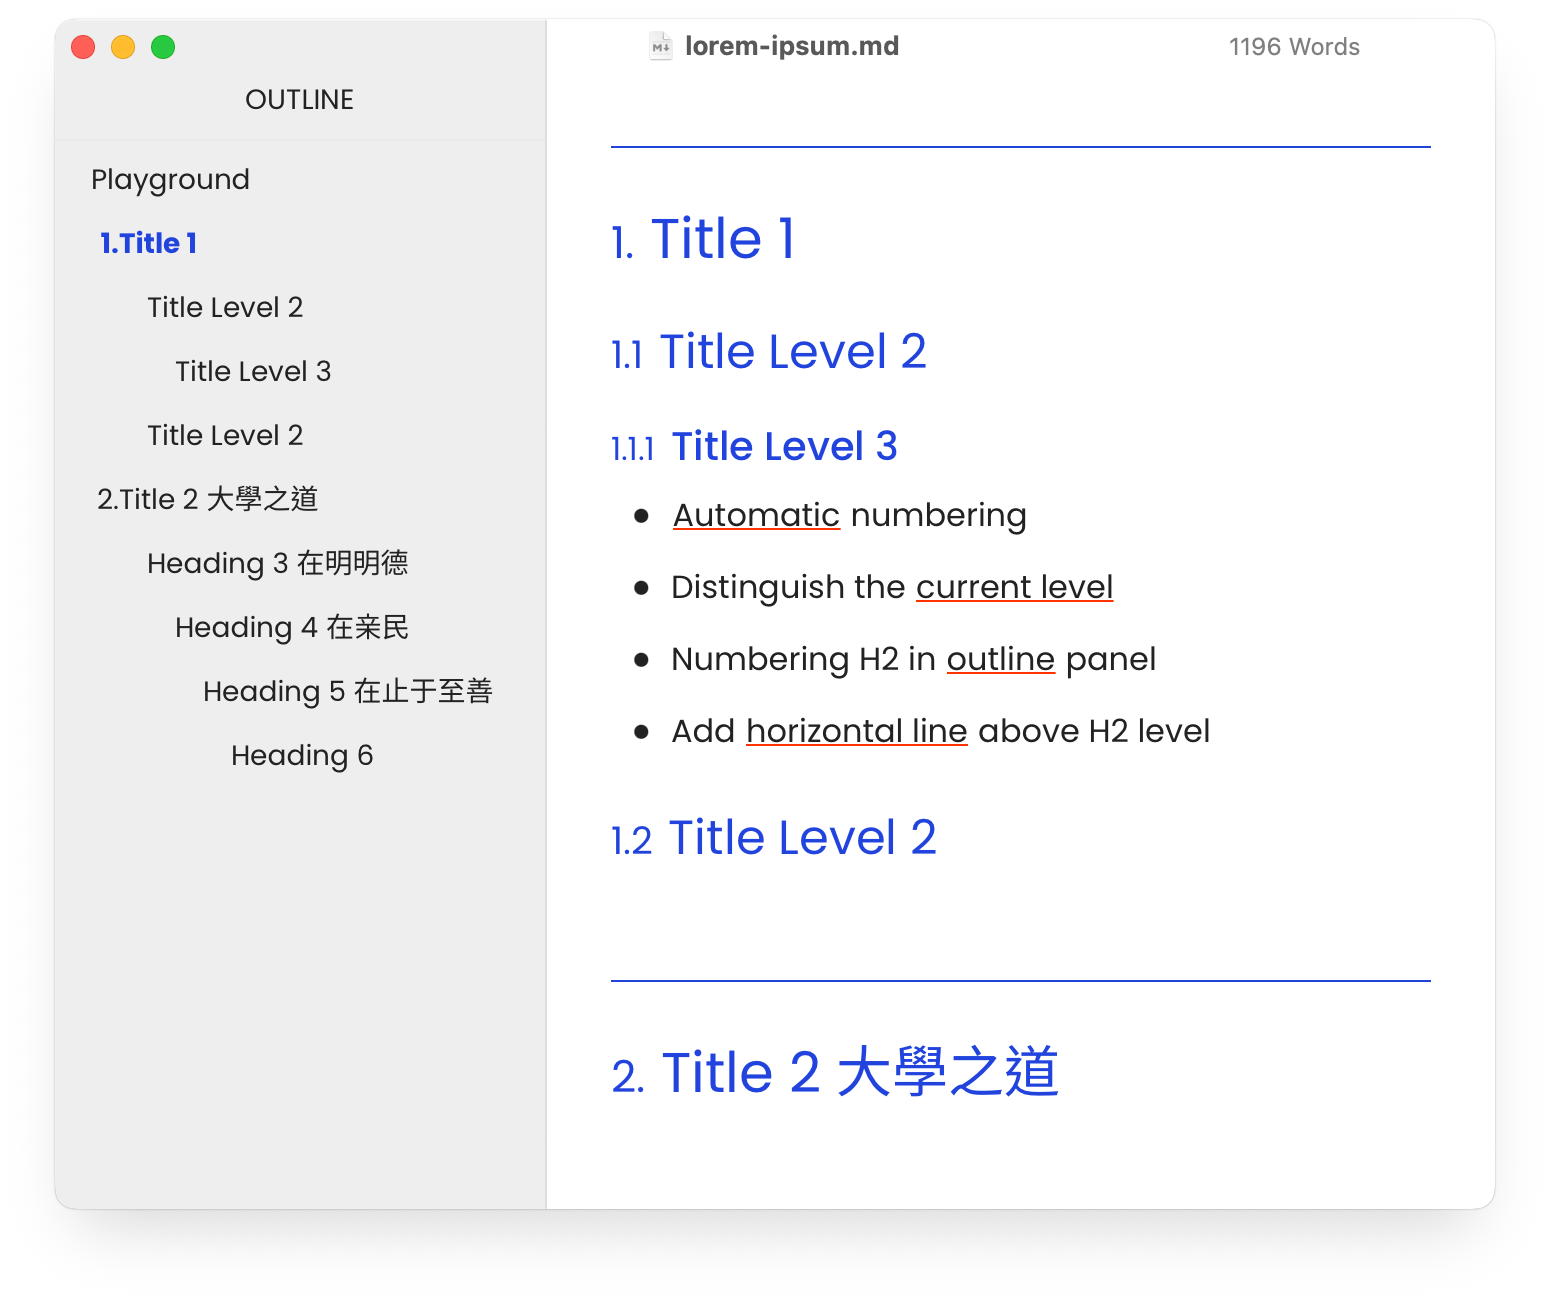 OUTLINE
Playground
1.Title 1
Title Level 2
Title Level 3
Title Level 2
2.Title 2 大學之道
Heading 3 在明明德
Heading 4 在亲民
Heading 5 在止于至善
Heading 6
M↓ lorem-ipsum.md
1196 Words
1. Title 1
1.1 Title Level 2
1.1.1 Title Level 3
● Automatic numbering
● Distinguish the current level
● Numbering H2 in outline panel
● Add horizontal line above H2 level
1.2 Title Level 2
2. Title 2 大學之道